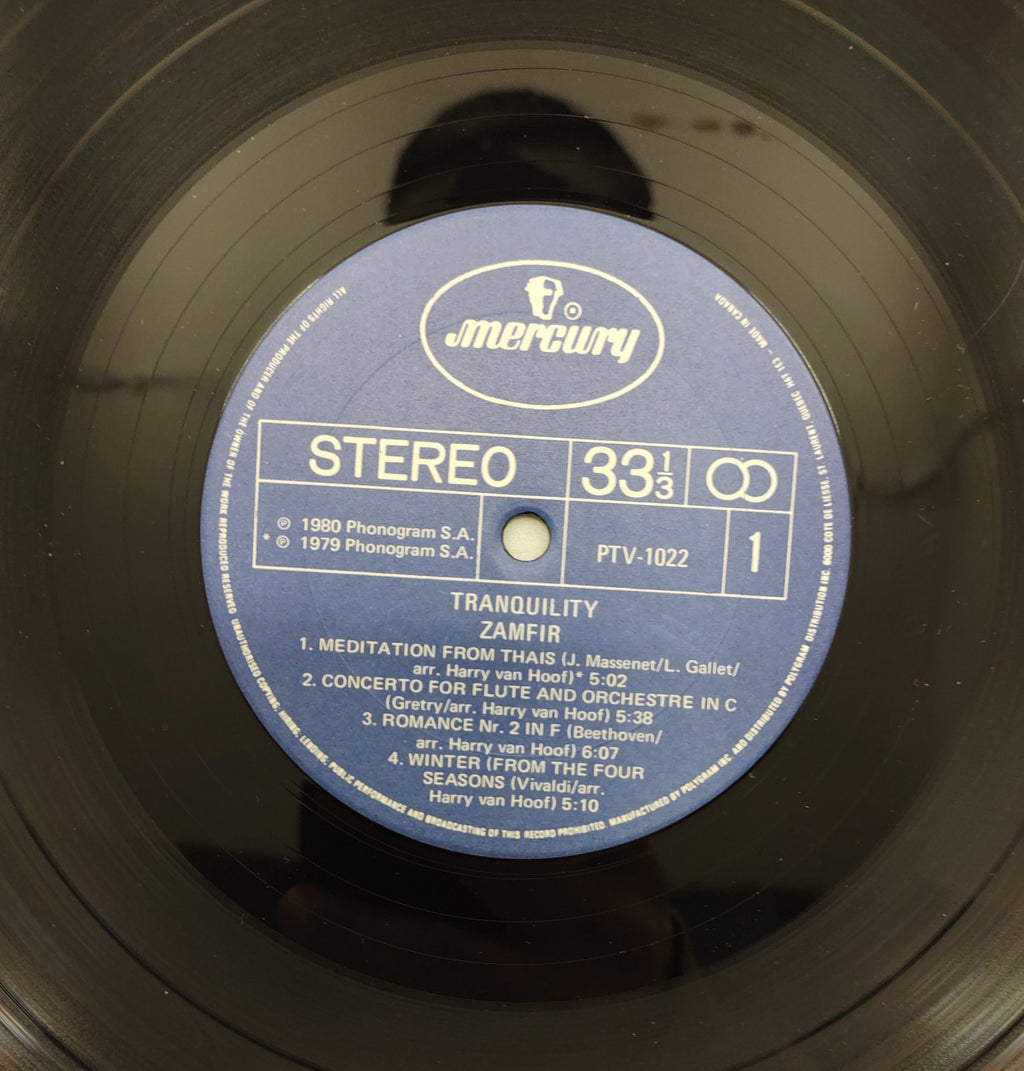 mercury
STEREO
33 1/3
℗ 1980 Phonogram S.A.
* ℗ 1979 Phonogram S.A.
PTV-1022
1
TRANQUILITY
ZAMFIR
1. MEDITATION FROM THAIS (J. Massenet/L. Gallet/
arr. Harry van Hoof)* 5:02
2. CONCERTO FOR FLUTE AND ORCHESTRE IN C
(Gretry/arr. Harry van Hoof) 5:38
3. ROMANCE Nr. 2 IN F (Beethoven/
arr. Harry van Hoof) 6:07
4. WINTER (FROM THE FOUR
SEASONS (Vivaldi/arr.
Harry van Hoof) 5:10
ALL RIGHTS OF THE PRODUCER AND OF THE OWNER OF THE WORK REPRODUCED RESERVED. UNAUTHORISED COPYING, HIRING, LENDING, PUBLIC PERFORMANCE AND BROADCASTING OF THIS RECORD PROHIBITED. MANUFACTURED BY POLYGRAM INC. AND DISTRIBUTED BY POLYGRAM DISTRIBUTION INC. 6000 COTE DE LIESSE, ST. LAURENT, QUEBEC H4T 1E3 – MADE IN CANADA